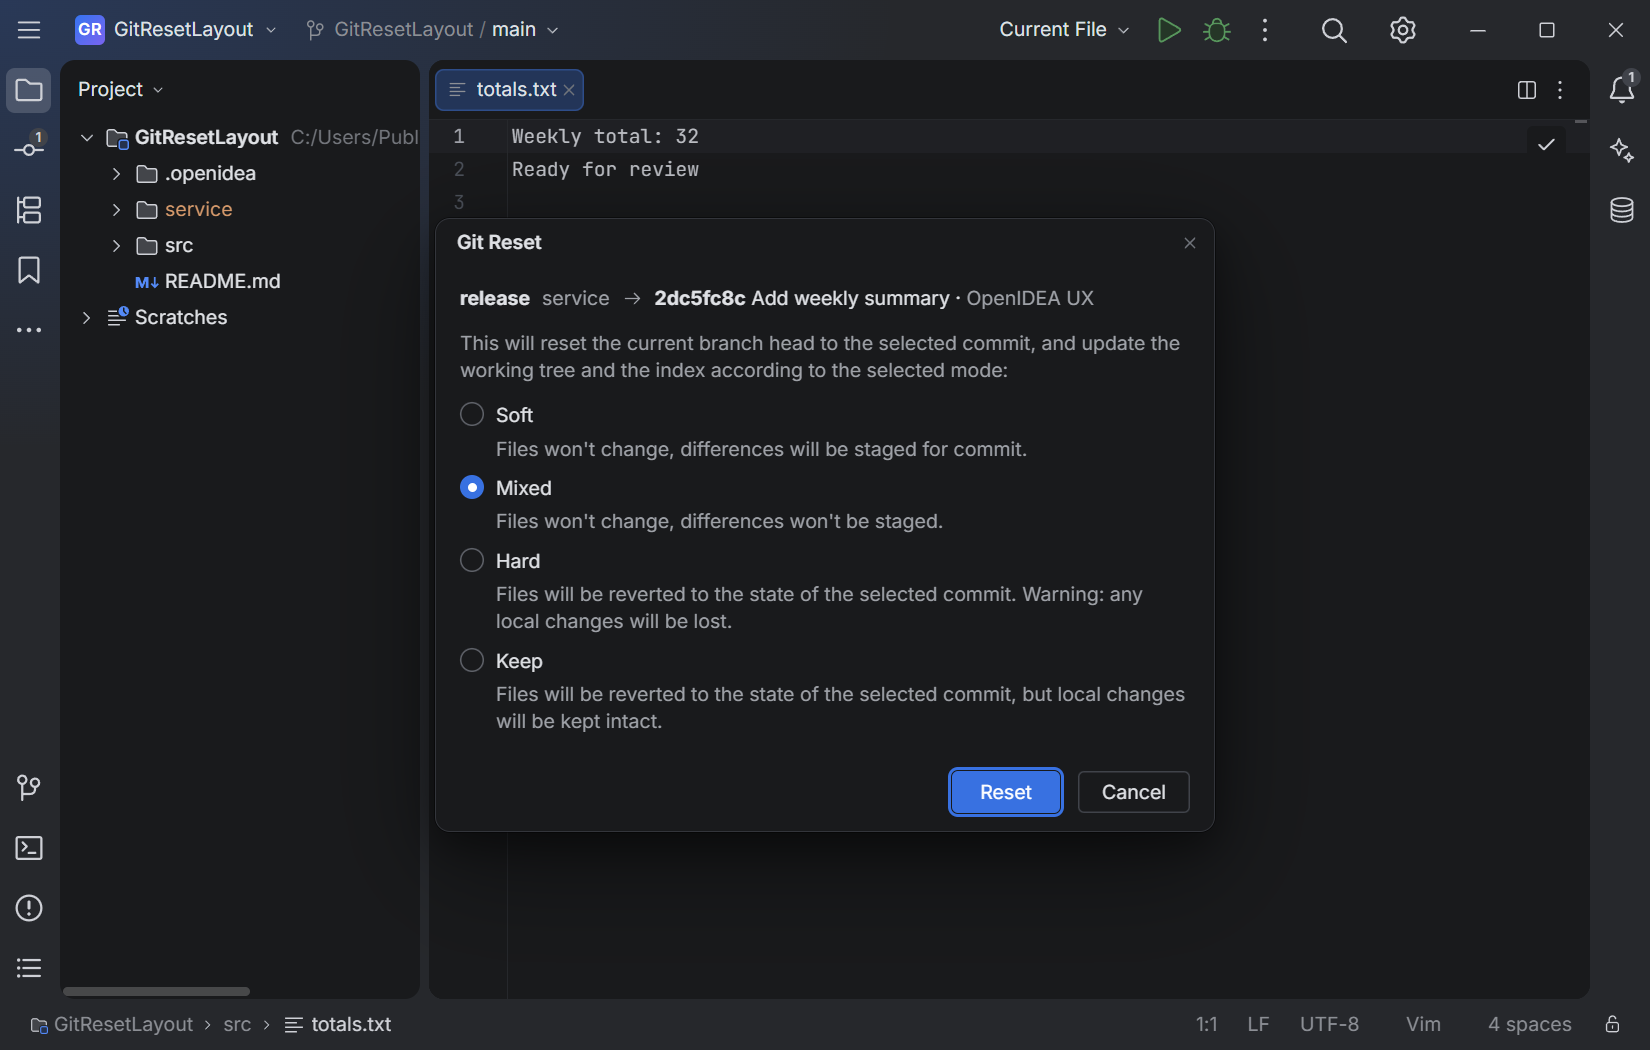 GR GitResetLayout GitResetLayout / main Current File
Project
totals.txt
1
1
GitResetLayout C:/Users/Publ
.openidea
service
src
M↓ README.md
Scratches
1 Weekly total: 32
2 Ready for review
3
Git Reset
release service → 2dc5fc8c Add weekly summary · OpenIDEA UX
This will reset the current branch head to the selected commit, and update the
working tree and the index according to the selected mode:
Soft
Files won't change, differences will be staged for commit.
Mixed
Files won't change, differences won't be staged.
Hard
Files will be reverted to the state of the selected commit. Warning: any
local changes will be lost.
Keep
Files will be reverted to the state of the selected commit, but local changes
will be kept intact.
Reset Cancel
GitResetLayout › src › totals.txt 1:1 LF UTF-8 Vim 4 spaces